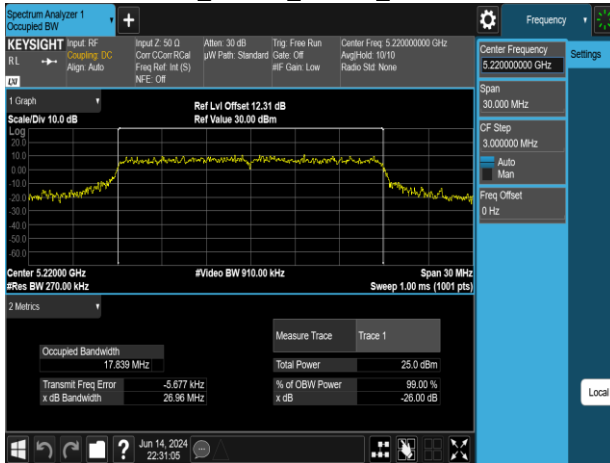 Spectrum Analyzer 1
Occupied BW
Frequency
KEYSIGHT
RL
LXI
Input: RF
Coupling: DC
Align: Auto
Input Z: 50 Ω
Corr CCorr RCal
Freq Ref: Int (S)
NFE: Off
Atten: 30 dB
µW Path: Standard
Trig: Free Run
Gate: Off
#IF Gain: Low
Center Freq: 5.220000000 GHz
Avg|Hold: 10/10
Radio Std: None
Center Frequency
5.220000000 GHz
Settings
Span
30.000 MHz
CF Step
3.000000 MHz
Auto
Man
Freq Offset
0 Hz
Local
1 Graph
Scale/Div 10.0 dB
Ref Lvl Offset 12.31 dB
Ref Value 30.00 dBm
Log
20.0
10.0
0.00
-10.0
-20.0
-30.0
-40.0
-50.0
-60.0
Center 5.22000 GHz
#Video BW 910.00 kHz
Span 30 MHz
#Res BW 270.00 kHz
Sweep 1.00 ms (1001 pts)
2 Metrics
Measure Trace Trace 1
Occupied Bandwidth
17.839 MHz
Total Power 25.0 dBm
Transmit Freq Error -5.677 kHz
% of OBW Power 99.00 %
x dB Bandwidth 26.96 MHz
x dB -26.00 dB
Jun 14, 2024
22:31:05